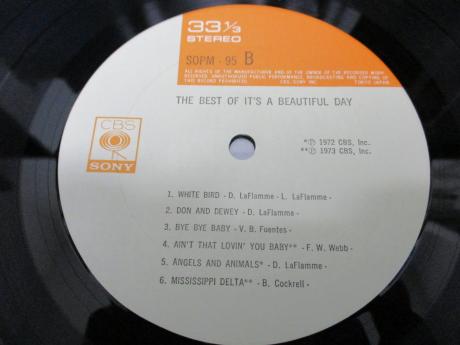 33 1/3
STEREO
SOPM-95 B
ALL RIGHTS OF THE MANUFACTURER AND OF THE OWNER OF THE RECORDED WORK
RESERVED. UNAUTHORISED PUBLIC PERFORMANCE, BROADCASTING AND COPYING OF
THIS RECORD PROHIBITED. CBS/SONY INC. TOKYO JAPAN
THE BEST OF IT'S A BEAUTIFUL DAY
*℗ 1972 CBS, Inc.
**℗ 1973 CBS, Inc.
CBS
SONY
1. WHITE BIRD - D. LaFlamme - L. LaFlamme -
2. DON AND DEWEY - D. LaFlamme -
3. BYE BYE BABY - V. B. Fuentes -
4. AIN'T THAT LOVIN' YOU BABY** - F. W. Webb -
5. ANGELS AND ANIMALS* - D. LaFlamme -
6. MISSISSIPPI DELTA** - B. Cockrell -